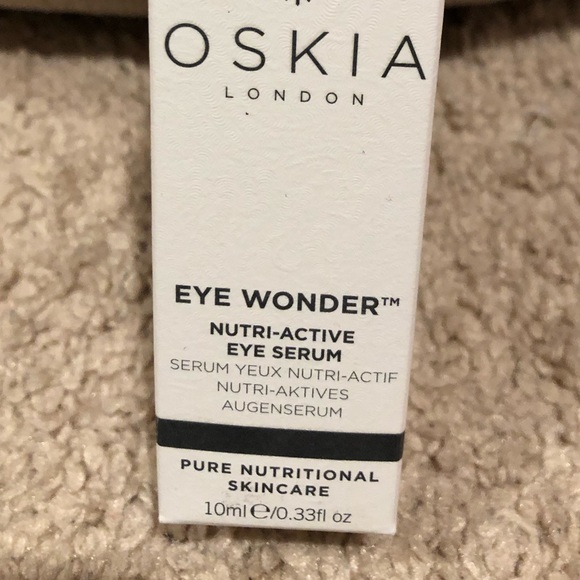 OSKIA
LONDON
EYE WONDER™
NUTRI-ACTIVE
EYE SERUM
SERUM YEUX NUTRI-ACTIF
NUTRI-AKTIVES
AUGENSERUM
PURE NUTRITIONAL
SKINCARE
10ml℮/0.33fl oz